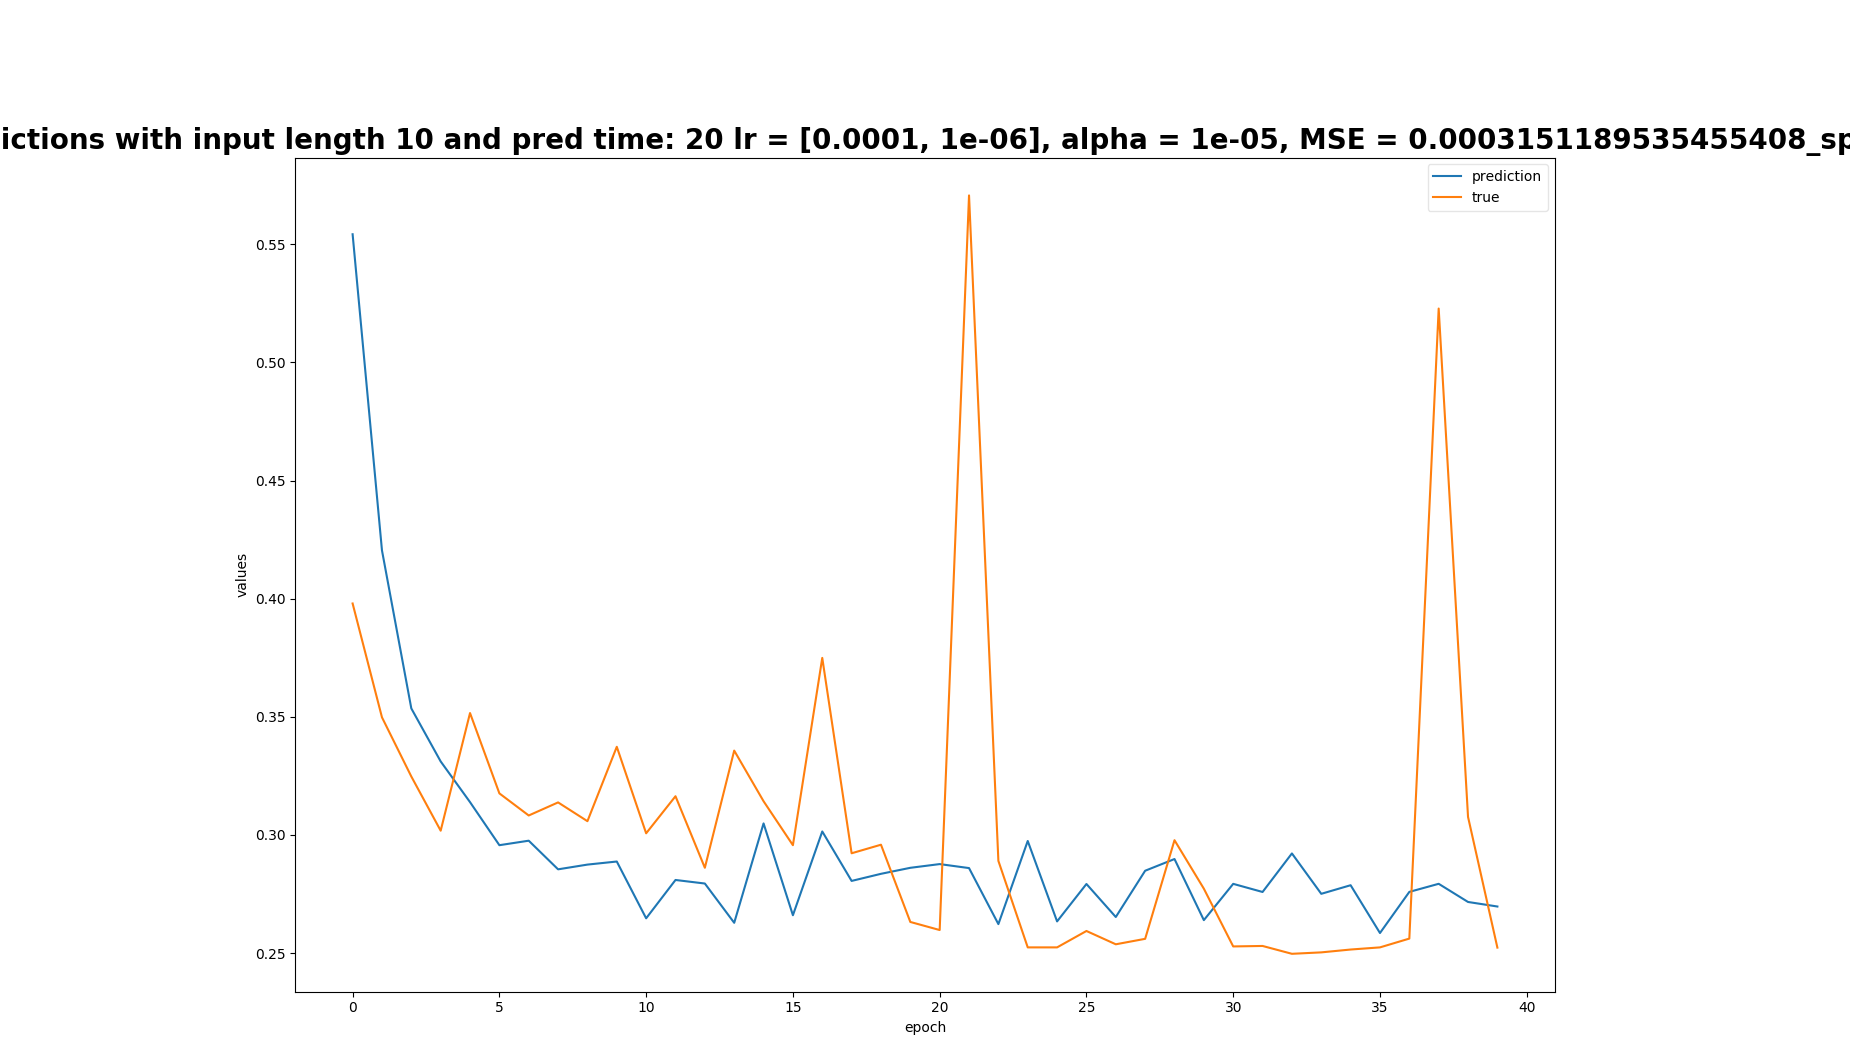 ictions with input length 10 and pred time: 20 lr = [0.0001, 1e-06], alpha = 1e-05, MSE = 0.0003151189535455408_sp
prediction
true
0.55
0.50
0.45
0.40
0.35
0.30
0.25
values
0 5 10 15 20 25 30 35 40
epoch